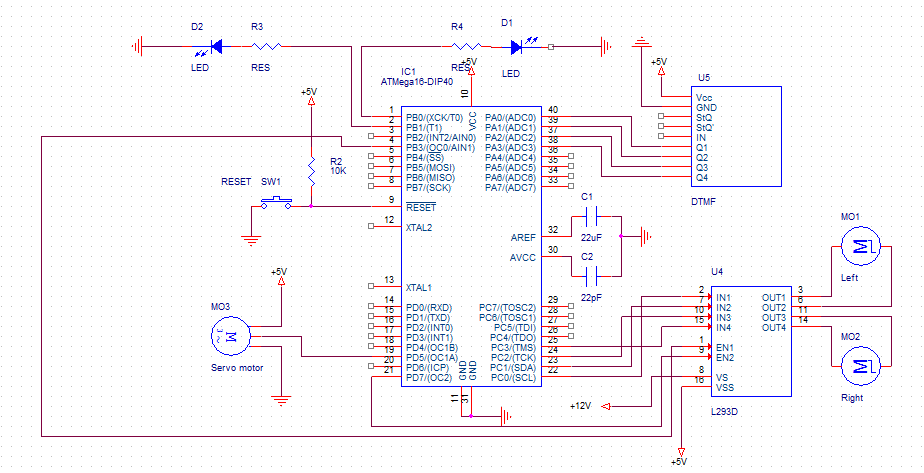 D2 R3 R4 D1
LED RES RES +5V LED
IC1
ATMega16-DIP40
+5V
+5V
U5
10
VCC
R2
10K
RESET SW1
1 PB0/(XCK/T0) PA0/(ADC0) 40
2 PB1/(T1) PA1/(ADC1) 39
3 PB2/(INT2/AIN0) PA2/(ADC2) 37
4 PB3/(OC0/AIN1) PA3/(ADC3) 38
5 PB4/(SS) PA4/(ADC4) 36
6 PB5/(MOSI) PA5/(ADC5) 35
7 PB6/(MISO) PA6/(ADC6) 34
8 PB7/(SCK) PA7/(ADC7) 33
9 RESET
12 XTAL2
AREF 32
AVCC 30
13 XTAL1
14 PD0/(RXD) PC7/(TOSC2) 29
15 PD1/(TXD) PC6/(TOSC1) 28
16 PD2/(INT0) PC5/(TDI) 27
17 PD3/(INT1) PC4/(TDO) 26
18 PD4/(OC1B) PC3/(TMS) 25
19 PD5/(OC1A) PC2/(TCK) 24
20 PD6/(ICP) PC1/(SDA) 23
21 PD7/(OC2) PC0/(SCL) 22
GND GND
11 31
Vcc
GND
StQ
StQ'
IN
Q1
Q2
Q3
Q4
DTMF
C1
22uF
C2
22pF
MO1
M
Left
U4
2 IN1 OUT1 3
7 IN2 OUT2 6
10 IN3 OUT3 11
15 IN4 OUT4 14
1 EN1
9 EN2
8 VS
16 VSS
L293D
MO2
M
Right
+5V
MO3
M
Servo motor
+12V
+5V